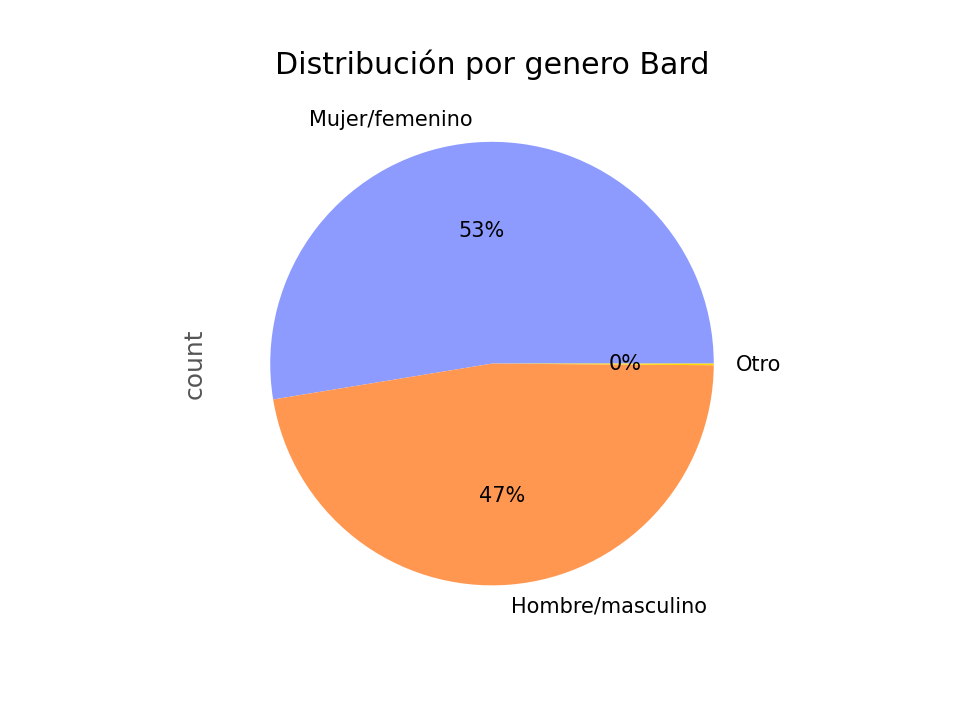 Distribución por genero Bard
Mujer/femenino
53%
count
0%
Otro
47%
Hombre/masculino